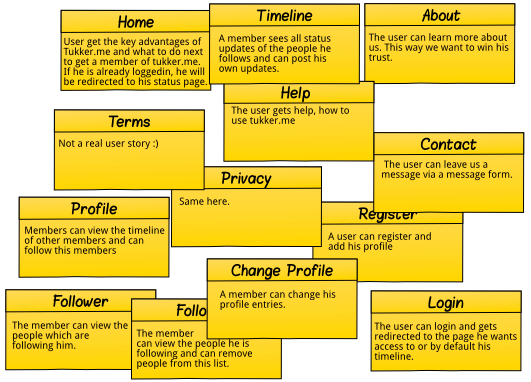 Home
User get the key advantages of
Tukker.me and what to do next
to get a member of tukker.me.
If he is already loggedin, he will
be redirected to his status page.
Timeline
A member sees all status
updates of the people he
follows and can post his
own updates.
About
The user can learn more about
us. This way we want to win his
trust.
Help
The user gets help, how to
use tukker.me
Terms
Not a real user story :)
Contact
The user can leave us a
message via a message form.
Privacy
Same here.
Profile
Members can view the timeline
of other members and can
follow this members
Register
A user can register and
add his profile
Change Profile
A member can change his
profile entries.
Follower
The member can view the
people which are
following him.
Follo
The member
can view the people he is
following and can remove
people from this list.
Login
The user can login and gets
redirected to the page he wants
access to or by default his
timeline.